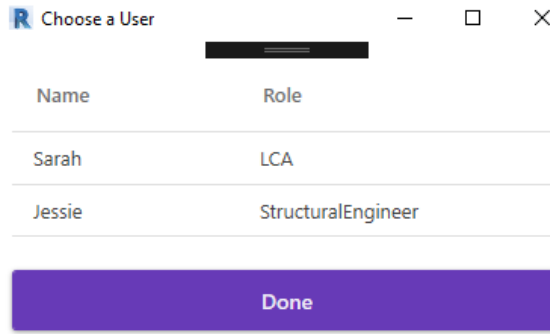 Choose a User
Name Role
Sarah LCA
Jessie StructuralEngineer
Done